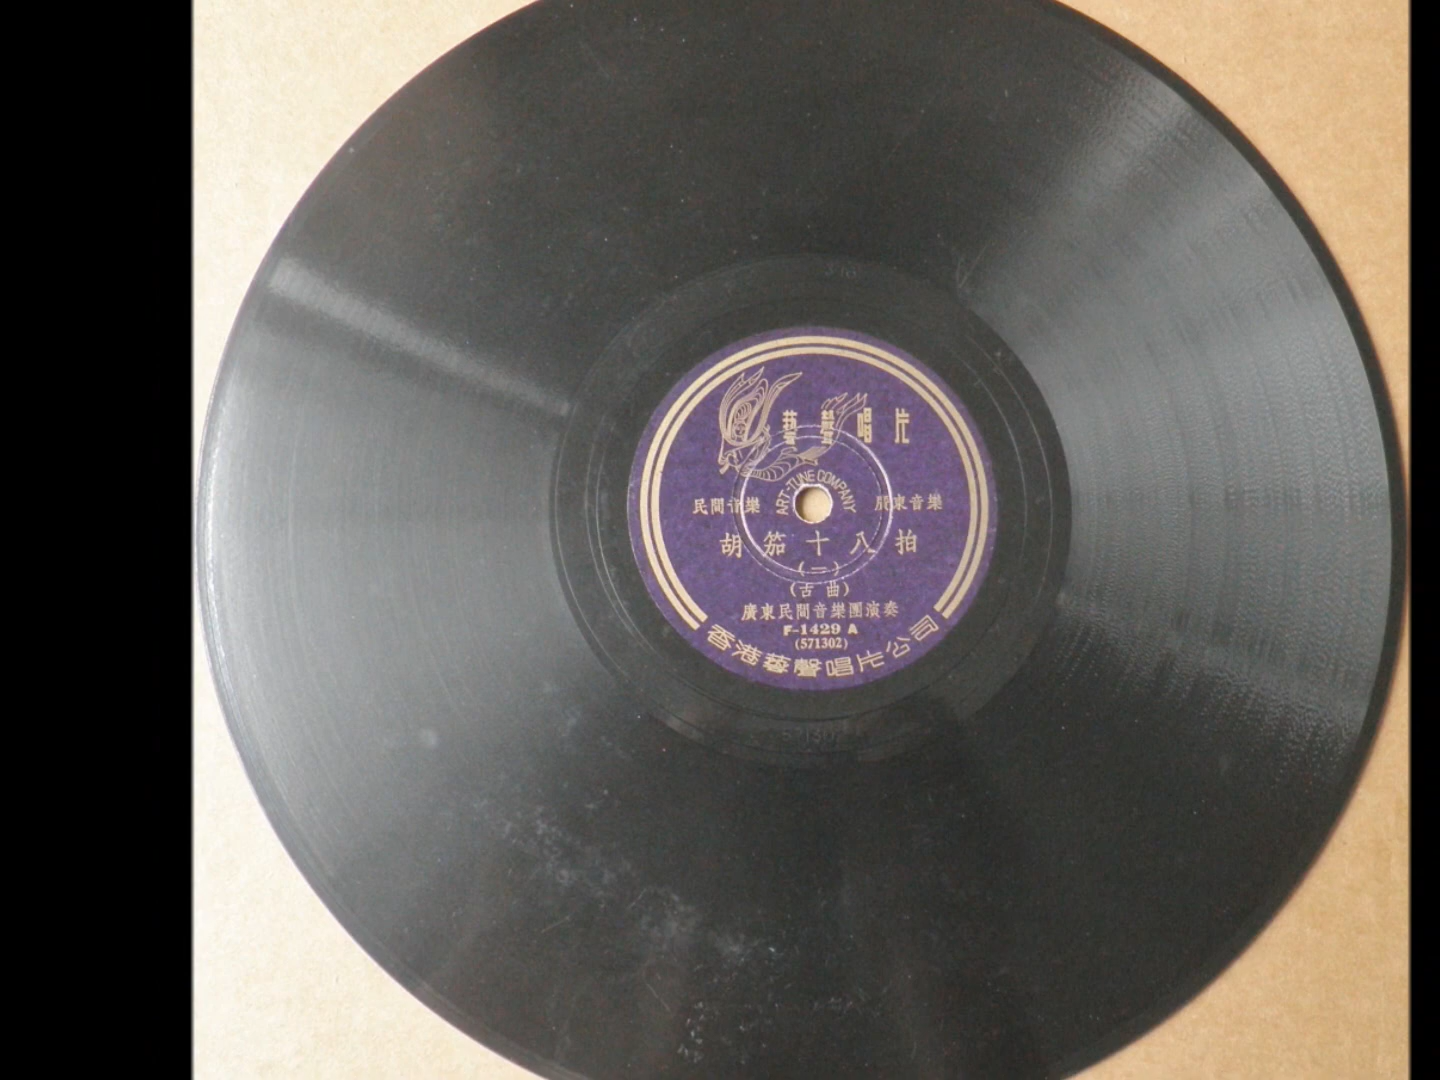 藝聲唱片
ART-TUNE COMPANY
民間音樂 廣東音樂
胡笳十八拍
(一)
(古曲)
廣東民間音樂團演奏
F-1429 A
(571302)
香港藝聲唱片公司